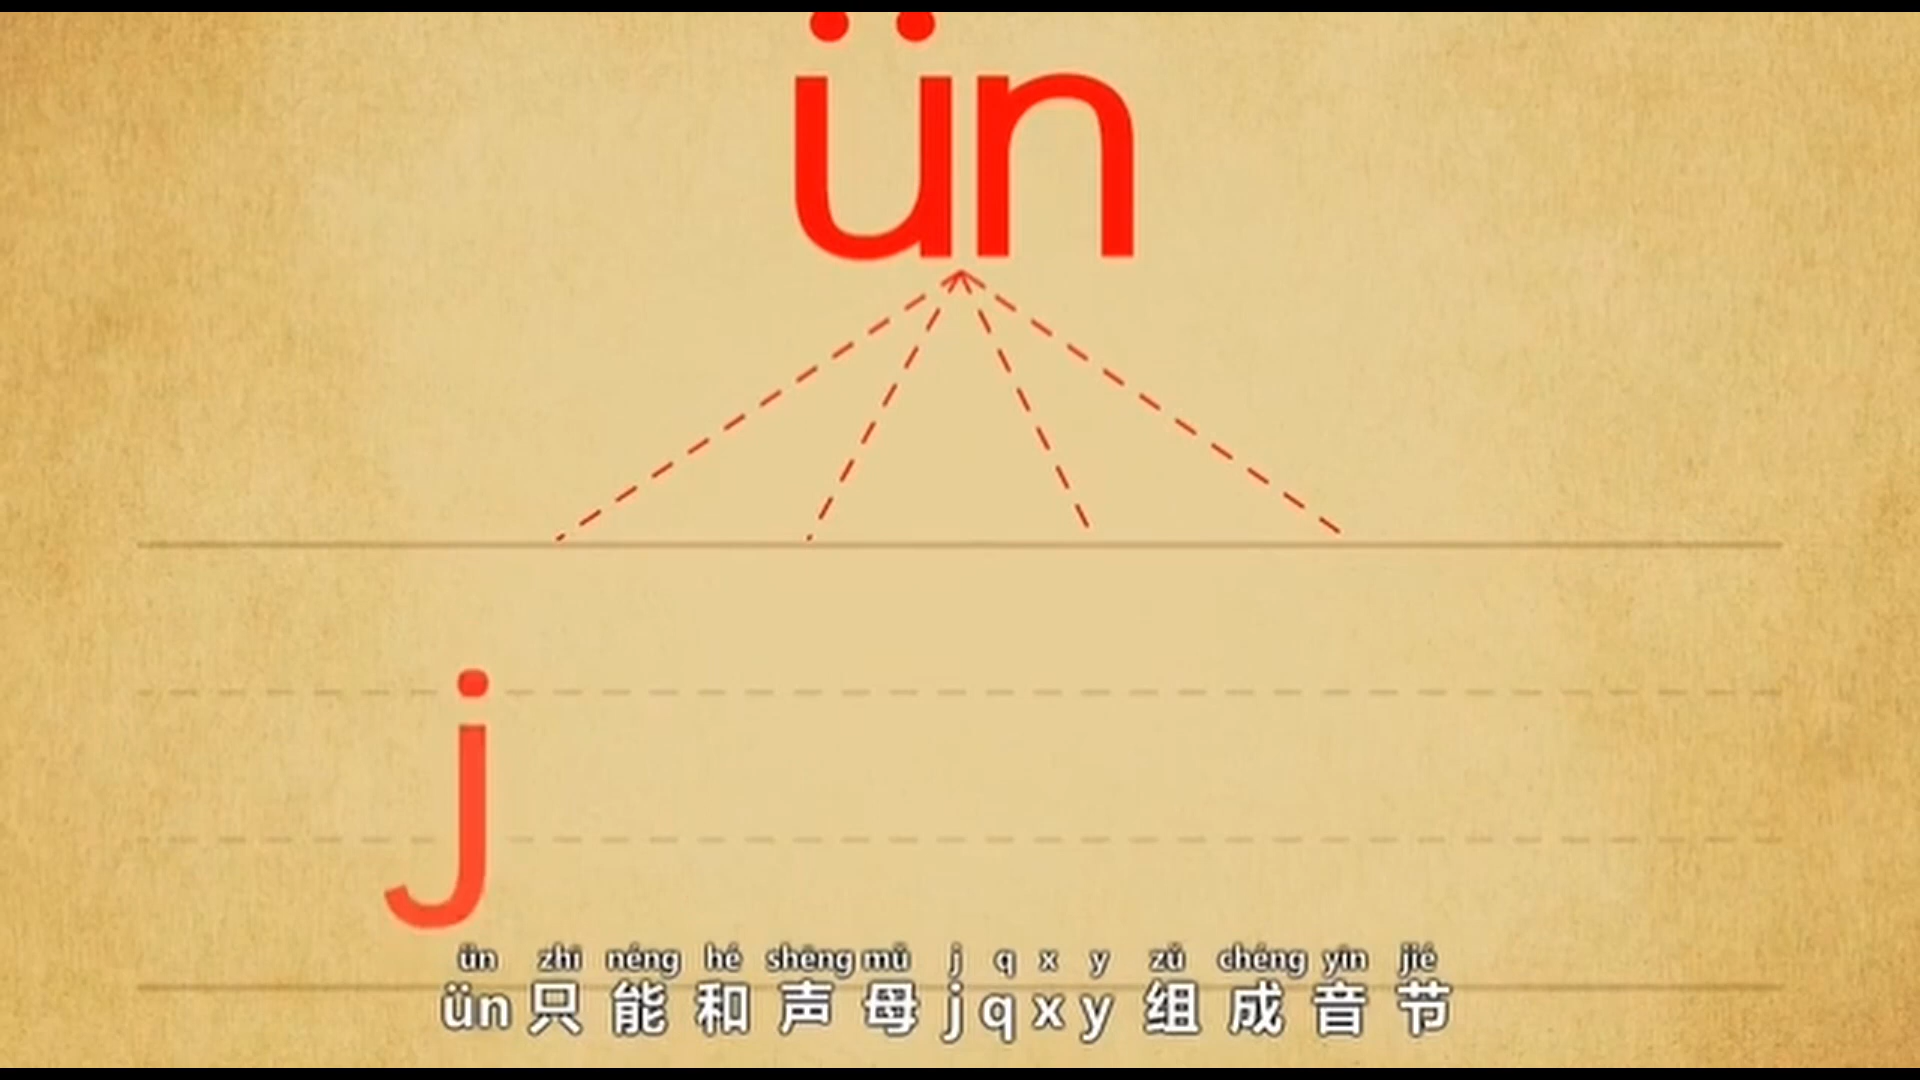 ün
j
ün zhǐ néng hé shēng mǔ j q x y zǔ chéng yīn jié
ün只能和声母jqxy组成音节